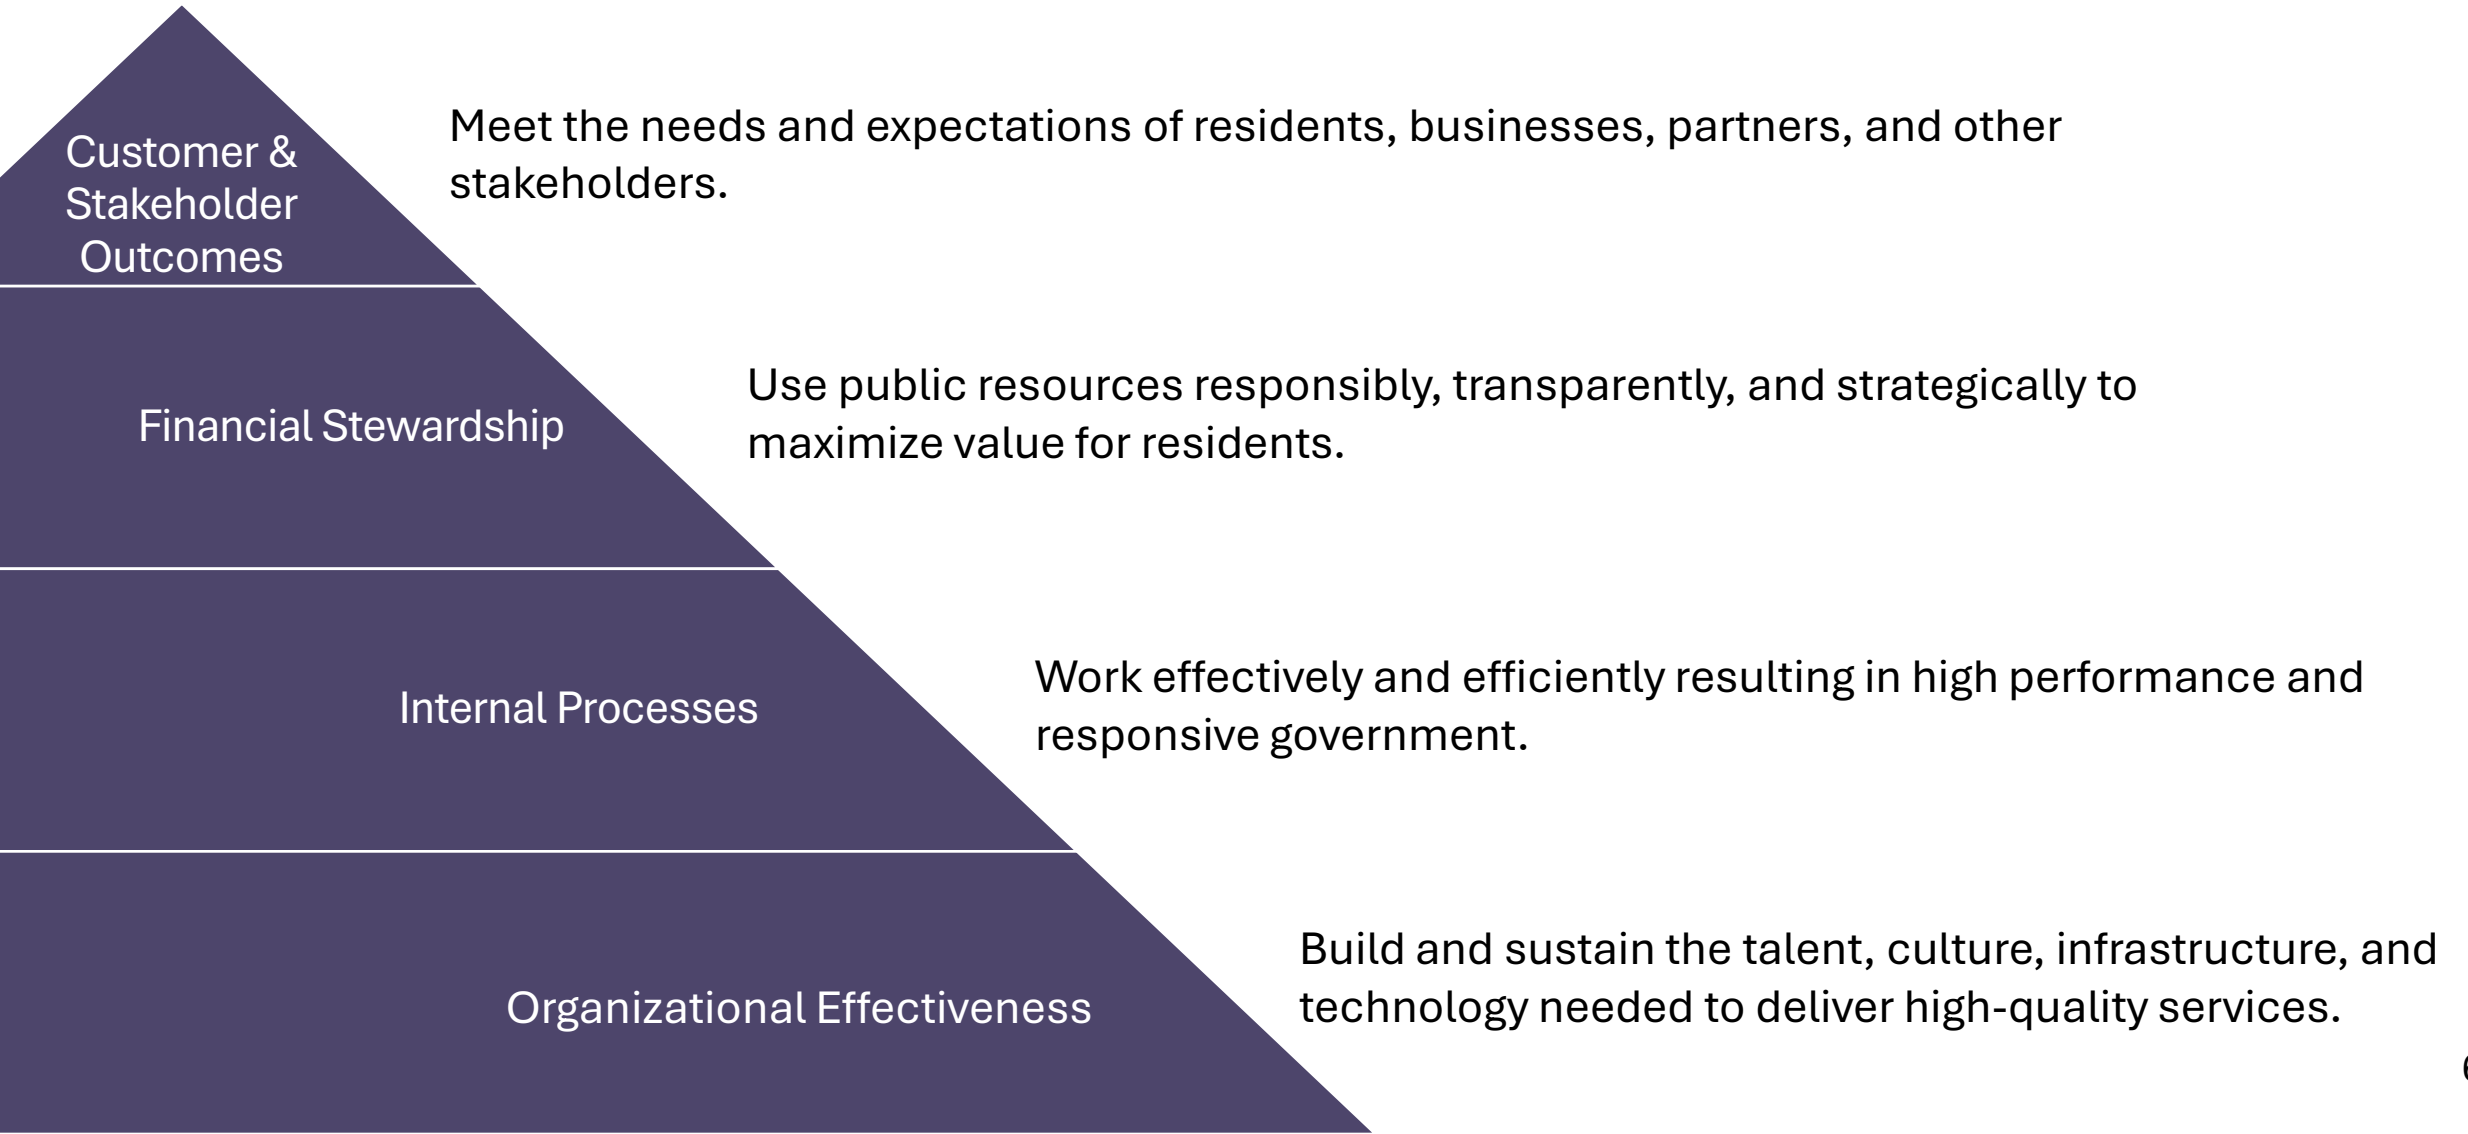 Customer &
Stakeholder
Outcomes
Meet the needs and expectations of residents, businesses, partners, and other
stakeholders.
Financial Stewardship
Use public resources responsibly, transparently, and strategically to
maximize value for residents.
Internal Processes
Work effectively and efficiently resulting in high performance and
responsive government.
Organizational Effectiveness
Build and sustain the talent, culture, infrastructure, and
technology needed to deliver high-quality services.